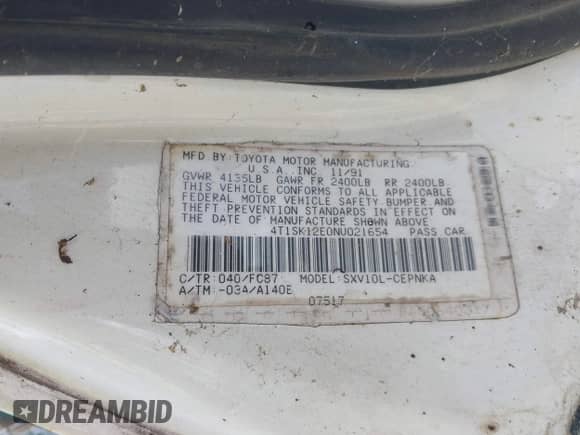 MFD. BY: TOYOTA MOTOR MANUFACTURING
U.S.A. INC. 11/91
GVWR 4135LB GAWR FR 2400LB RR 2400LB
THIS VEHICLE CONFORMS TO ALL APPLICABLE
FEDERAL MOTOR VEHICLE SAFETY, BUMPER AND
THEFT PREVENTION STANDARDS IN EFFECT ON
THE DATE OF MANUFACTURE SHOWN ABOVE
4T1SK12E0NU021654 PASS CAR
C/TR: 040/FC87 MODEL: SXV10L-CEPNKA
A/TM: -03A/A140E
07517
DREAMBID